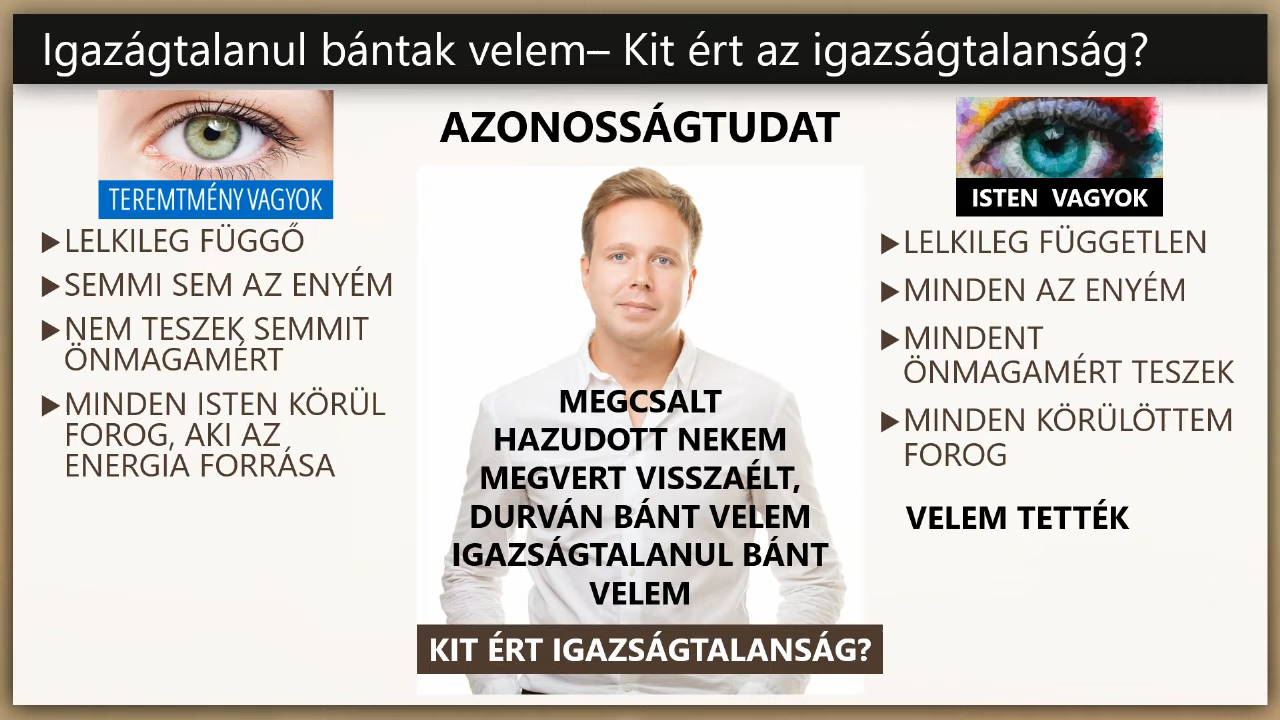 Igazágtalanul bántak velem– Kit ért az igazságtalanság?
AZONOSSÁGTUDAT
TEREMTMÉNY VAGYOK
LELKILEG FÜGGŐ
SEMMI SEM AZ ENYÉM
NEM TESZEK SEMMIT
ÖNMAGAMÉRT
MINDEN ISTEN KÖRÜL
FOROG, AKI AZ
ENERGIA FORRÁSA
MEGCSALT
HAZUDOTT NEKEM
MEGVERT VISSZAÉLT,
DURVÁN BÁNT VELEM
IGAZSÁGTALANUL BÁNT
VELEM
KIT ÉRT IGAZSÁGTALANSÁG?
ISTEN VAGYOK
LELKILEG FÜGGETLEN
MINDEN AZ ENYÉM
MINDENT
ÖNMAGAMÉRT TESZEK
MINDEN KÖRÜLÖTTEM
FOROG
VELEM TETTÉK